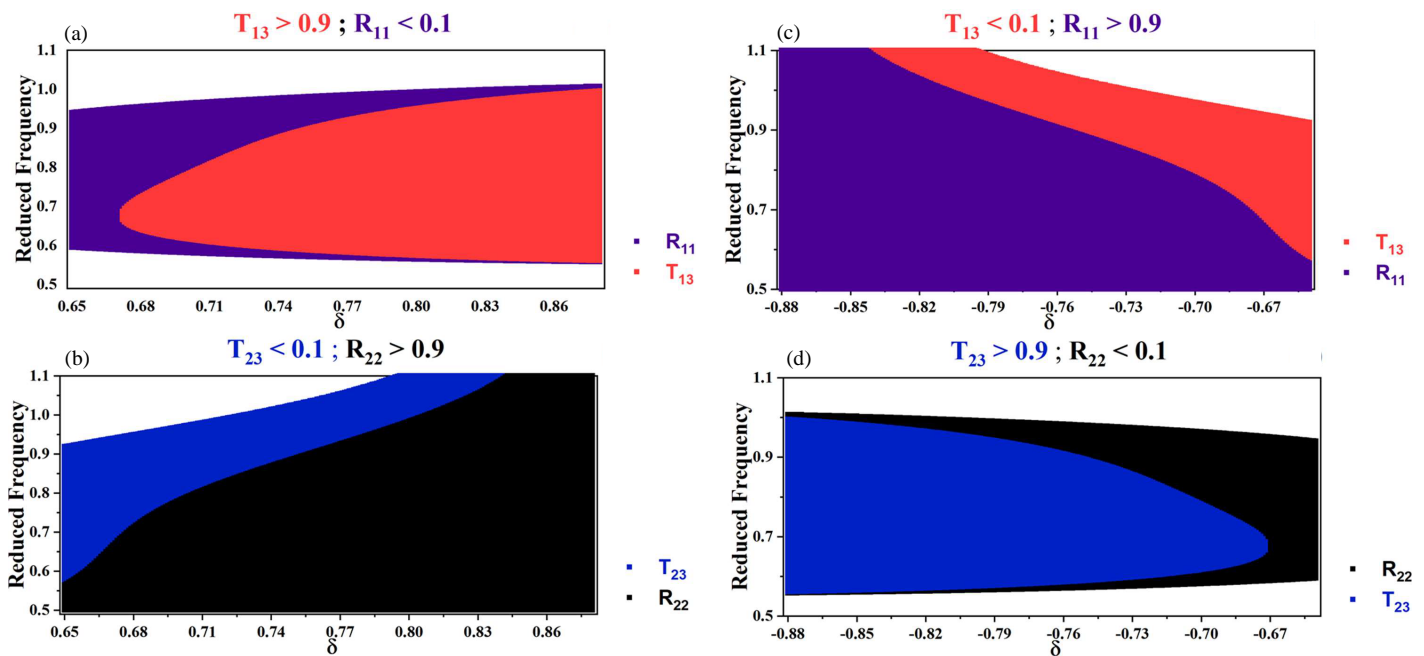 (a)
T₁₃ > 0.9 ; R₁₁ < 0.1
Reduced Frequency
1.1
1.0
0.9
0.8
0.7
0.6
0.5
0.65 0.68 0.71 0.74 0.77 0.80 0.83 0.86
δ
R₁₁
T₁₃
(c)
T₁₃ < 0.1 ; R₁₁ > 0.9
Reduced Frequency
1.1
0.9
0.7
0.5
-0.88 -0.85 -0.82 -0.79 -0.76 -0.73 -0.70 -0.67
δ
T₁₃
R₁₁
(b)
T₂₃ < 0.1 ; R₂₂ > 0.9
Reduced Frequency
1.1
1.0
0.9
0.8
0.7
0.6
0.5
0.65 0.68 0.71 0.74 0.77 0.80 0.83 0.86
δ
T₂₃
R₂₂
(d)
T₂₃ > 0.9 ; R₂₂ < 0.1
Reduced Frequency
1.1
0.9
0.7
0.5
-0.88 -0.85 -0.82 -0.79 -0.76 -0.73 -0.70 -0.67
δ
R₂₂
T₂₃